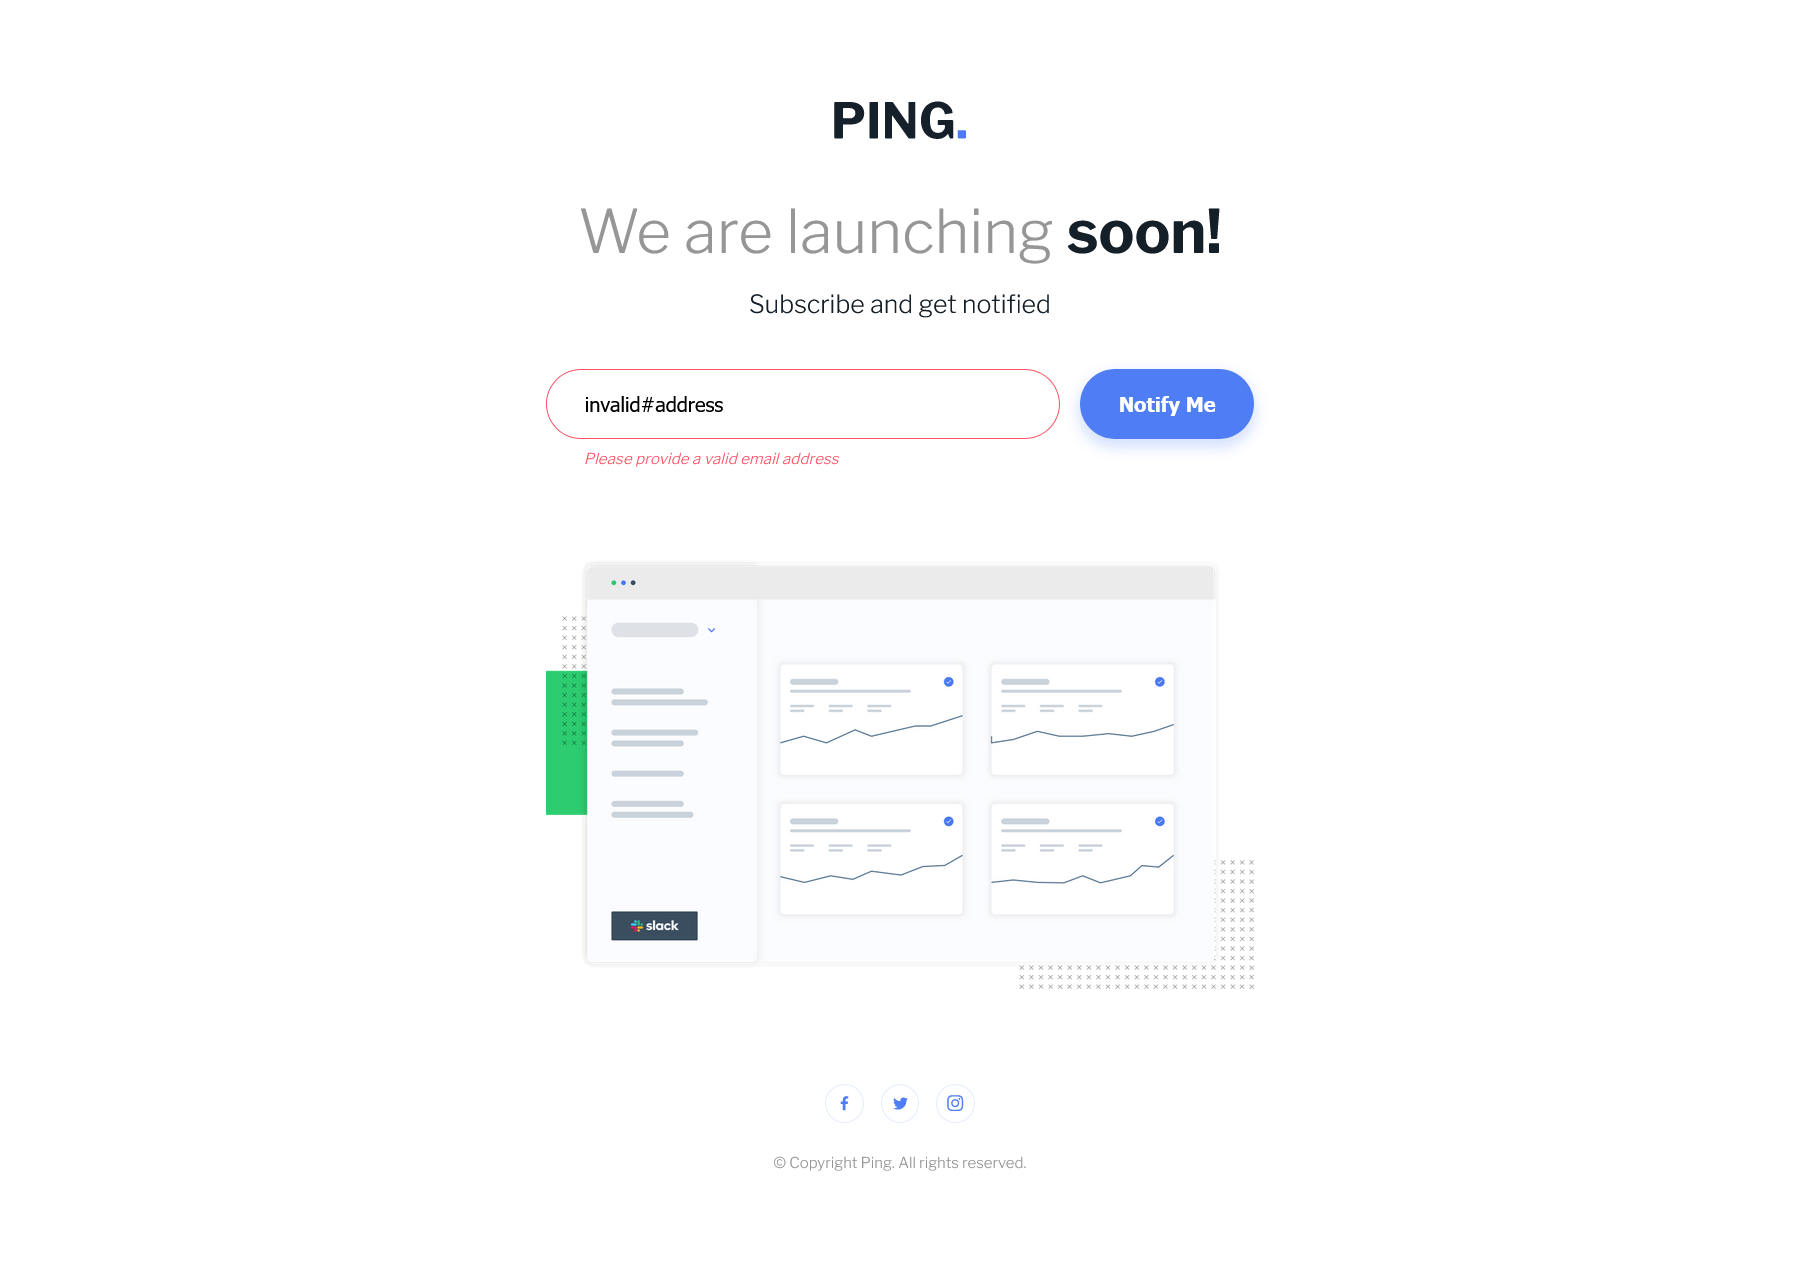 PING.
We are launching soon!
Subscribe and get notified
invalid#address
Notify Me
Please provide a valid email address
slack
© Copyright Ping. All rights reserved.